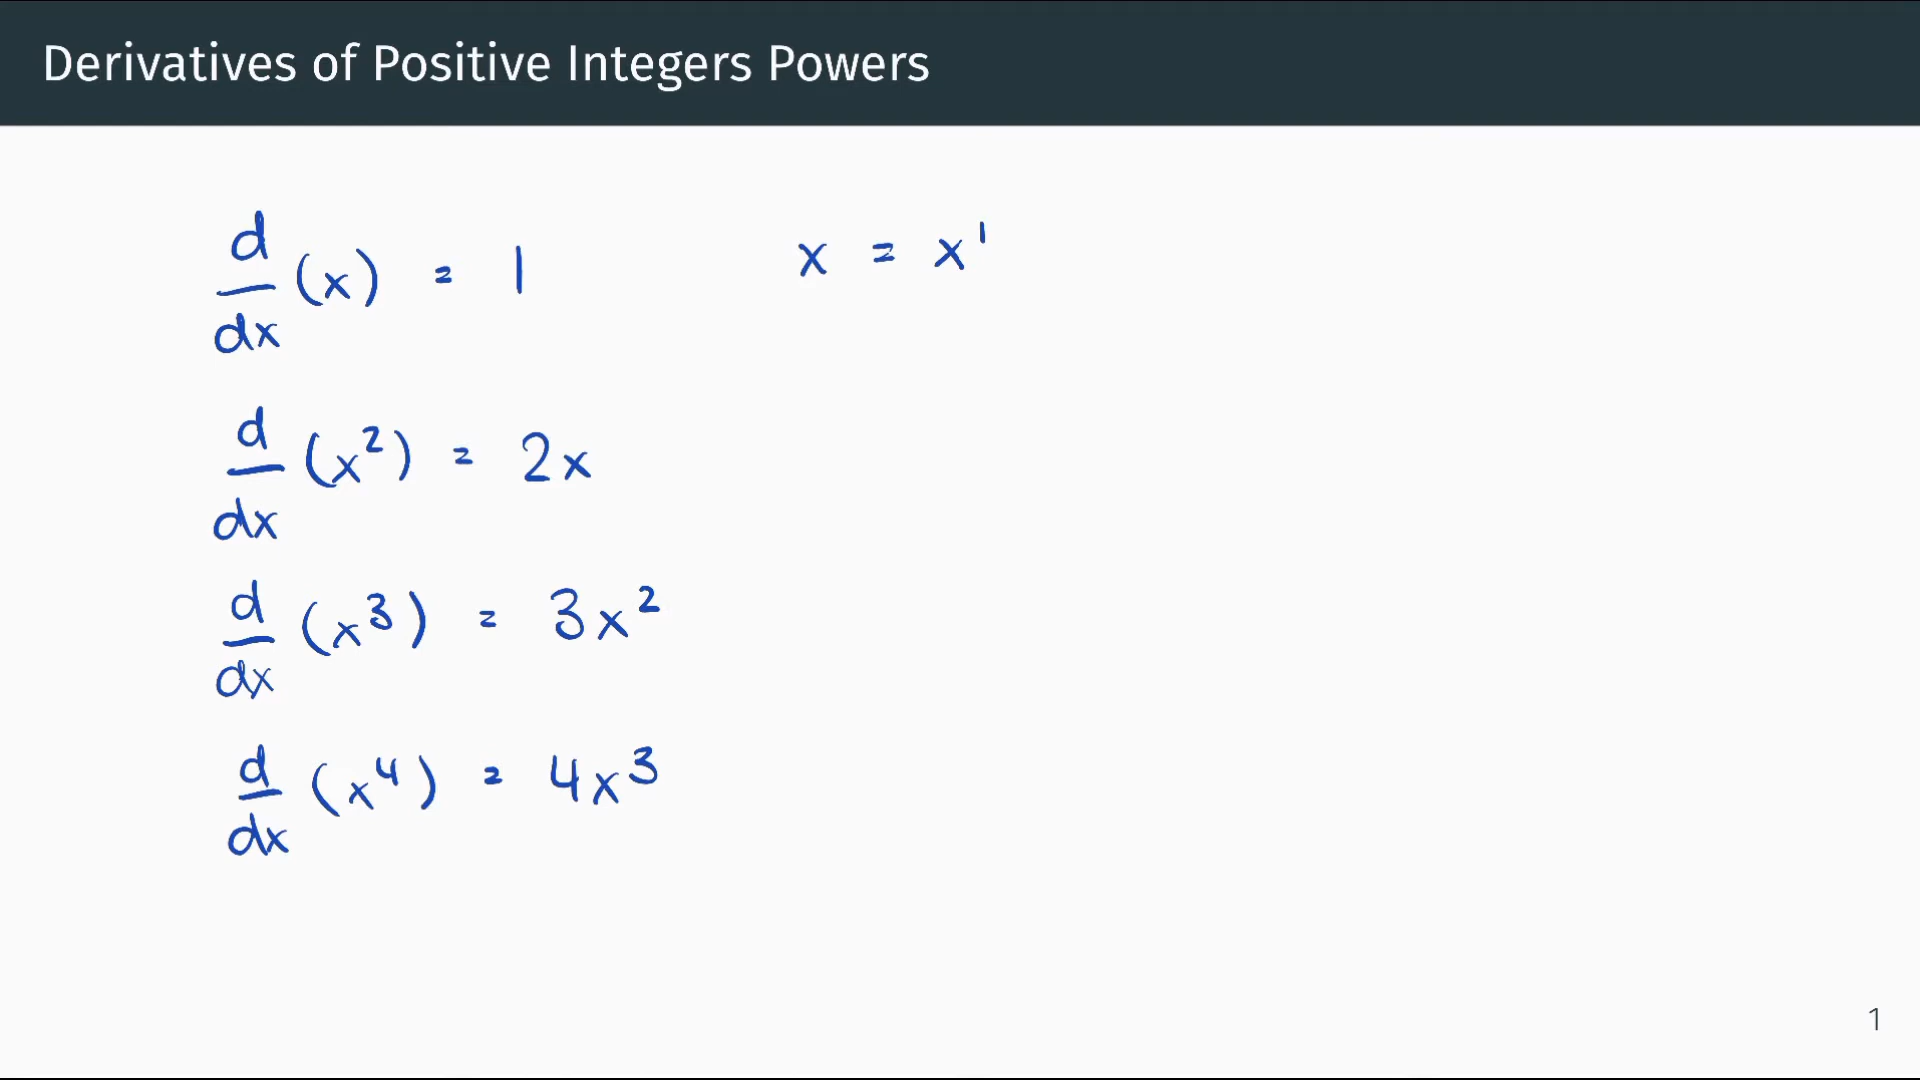 Derivatives of Positive Integers Powers
d/dx (x) = 1
x = x¹
d/dx (x²) = 2x
d/dx (x³) = 3x²
d/dx (x⁴) = 4x³
1